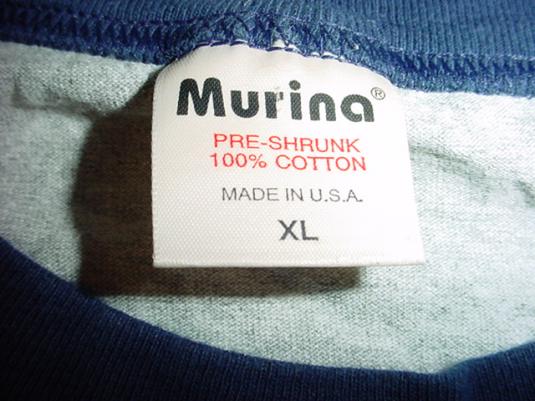 Murina®
PRE-SHRUNK
100% COTTON
MADE IN U.S.A.
XL